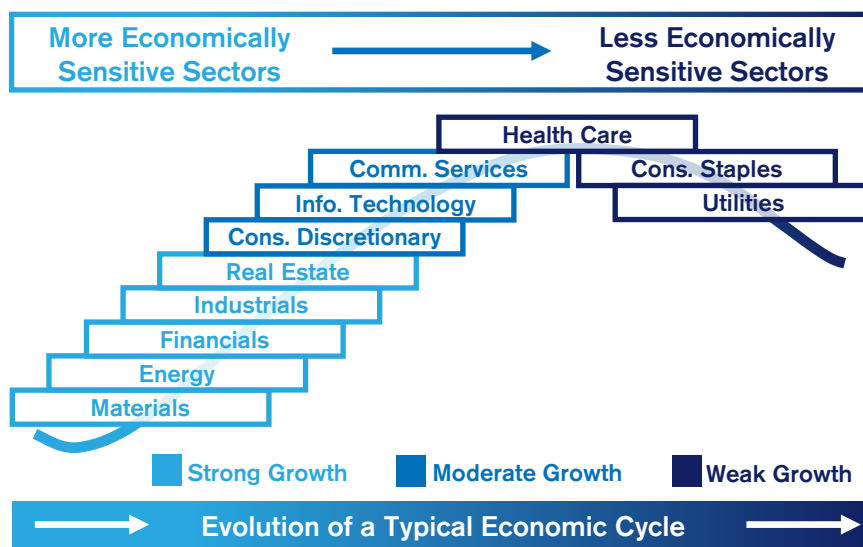 More Economically
Sensitive Sectors
Less Economically
Sensitive Sectors
Health Care
Comm. Services
Cons. Staples
Info. Technology
Utilities
Cons. Discretionary
Real Estate
Industrials
Financials
Energy
Materials
Strong Growth
Moderate Growth
Weak Growth
Evolution of a Typical Economic Cycle